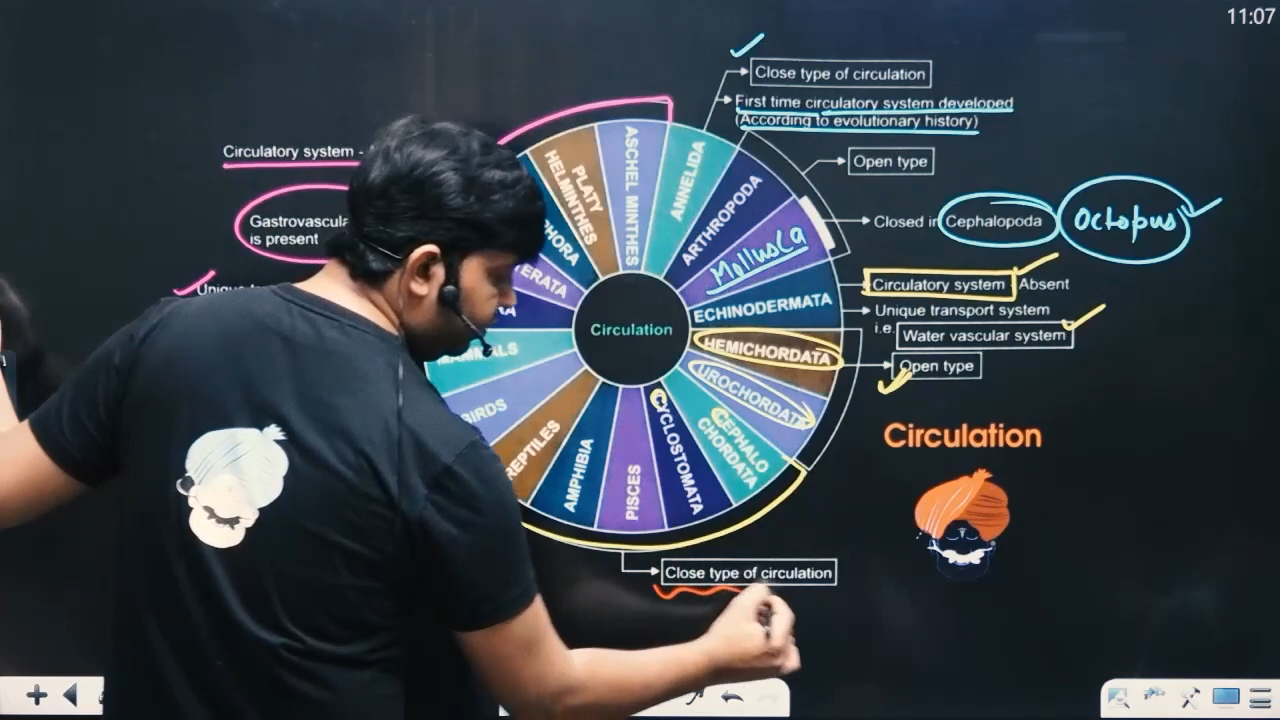 11:07
Close type of circulation
First time circulatory system developed
(According to evolutionary history)
Open type
Closed in Cephalopoda
Octopus
Circulatory system Absent
Unique transport system
i.e. Water vascular system
Open type
Circulation
Close type of circulation
Circulatory system -
is present
PLATY
HELMINTHES
ASCHEL MINTHES
ANNELIDA
ARTHROPODA
Mollusca
ECHINODERMATA
HEMICHORDATA
UROCHORDATA
CEPHALO
CHORDATA
CYCLOSTOMATA
PISCES
AMPHIBIA
REPTILES
BIRDS
MAMMALS
Circulation